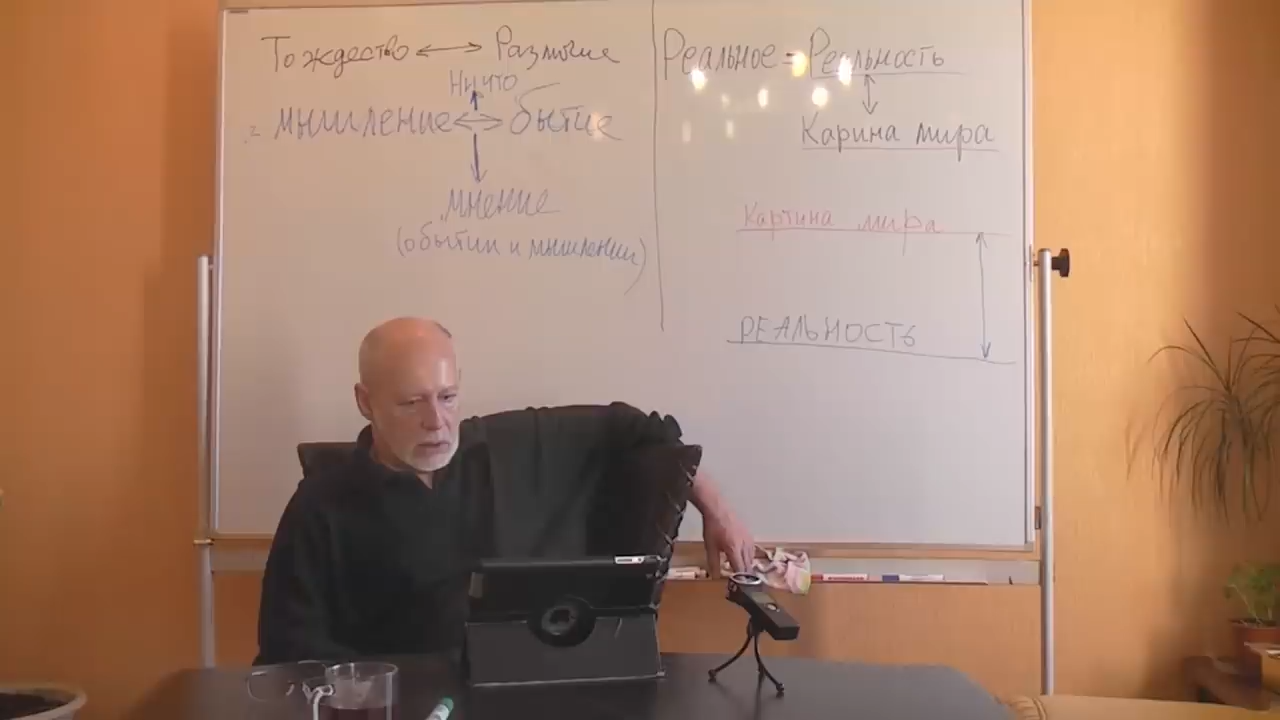 Тождество ⟷ Различие
Ничто
мышление ⟺ бытие
мнение
(о бытии и мышлении)
Реальное = Реальность
Карина мира
Картина мира
РЕАЛЬНОСТЬ